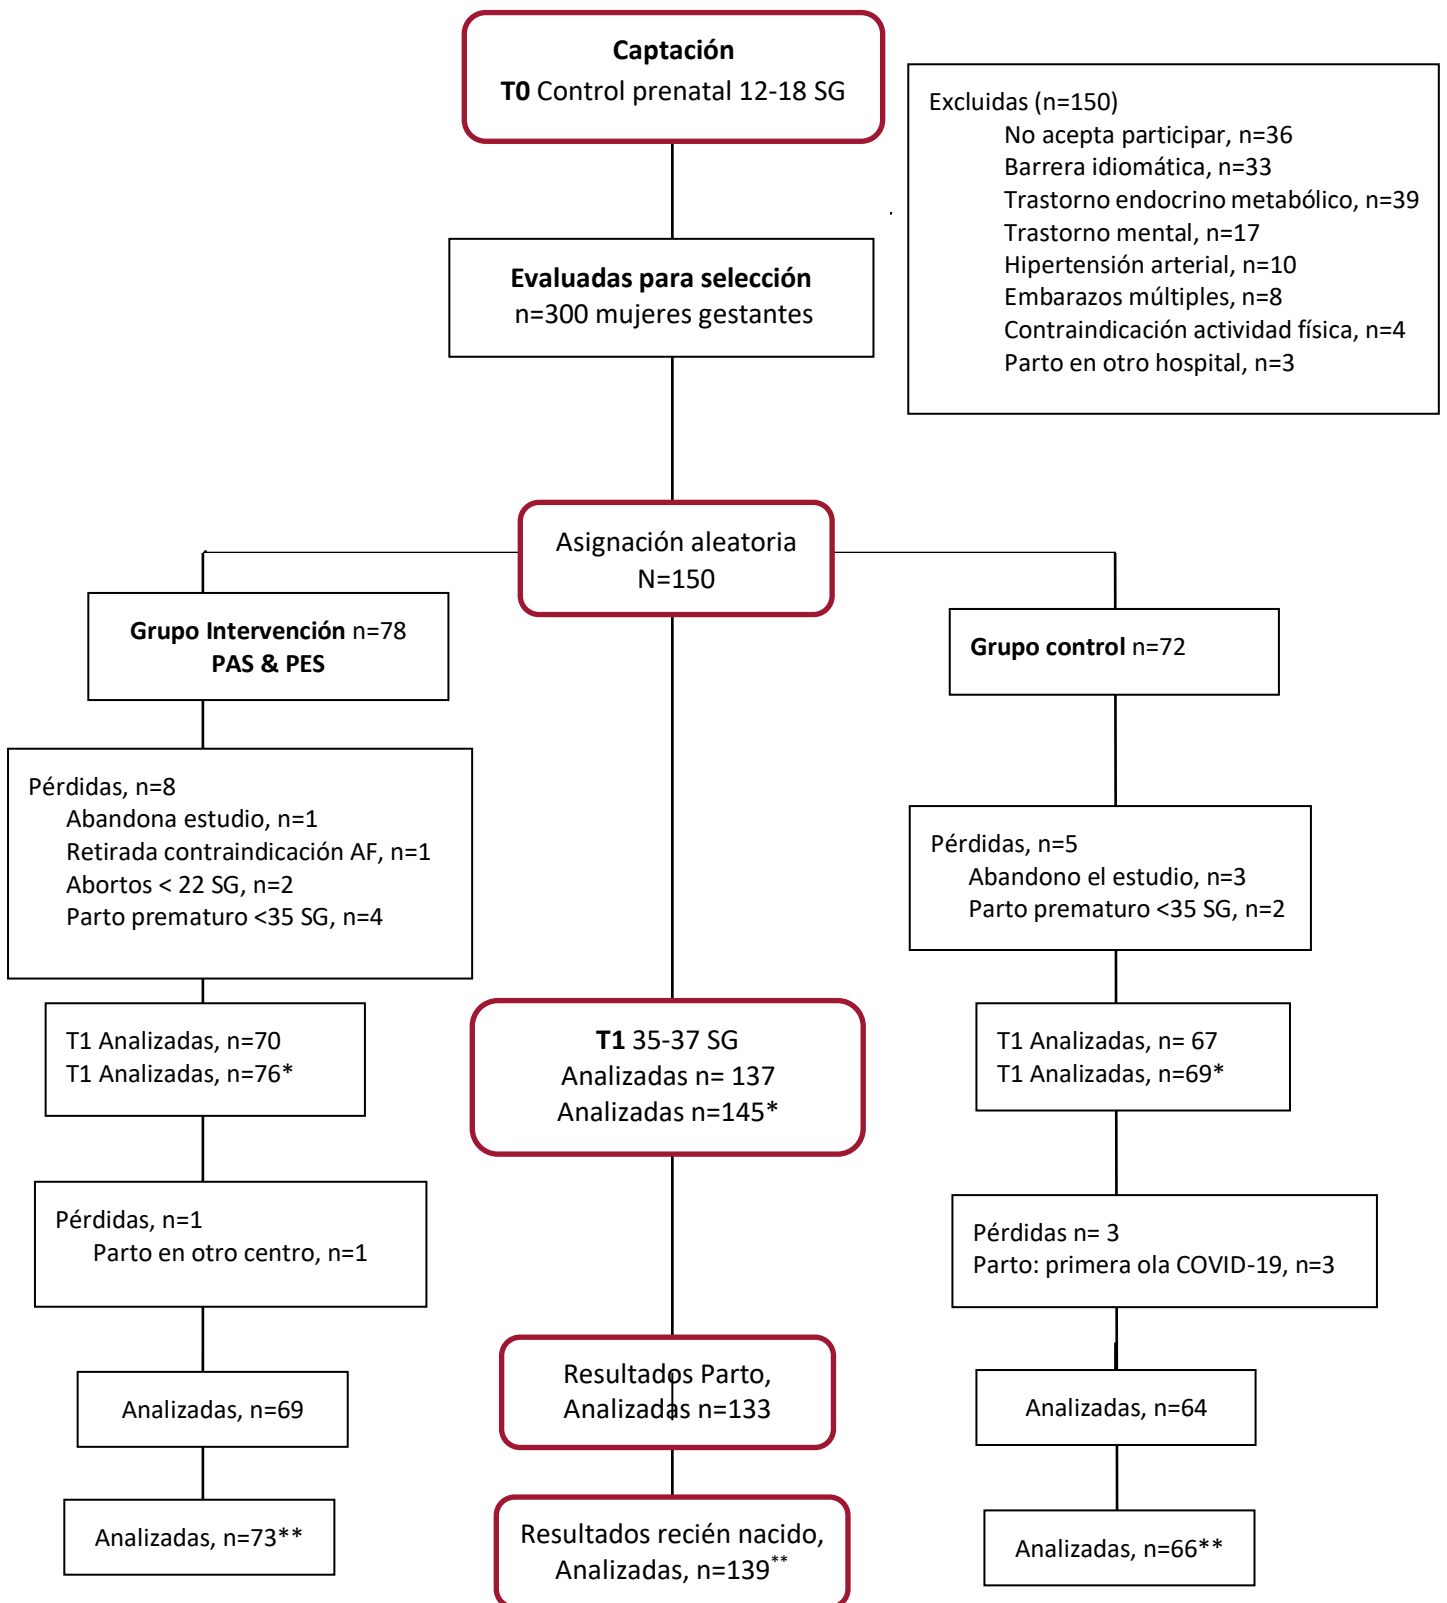 Captación
T0 Control prenatal 12-18 SG
Excluidas (n=150)
No acepta participar, n=36
Barrera idiomática, n=33
Trastorno endocrino metabólico, n=39
Trastorno mental, n=17
Hipertensión arterial, n=10
Embarazos múltiples, n=8
Contraindicación actividad física, n=4
Parto en otro hospital, n=3
Evaluadas para selección
n=300 mujeres gestantes
Asignación aleatoria
N=150
Grupo Intervención n=78
PAS & PES
Grupo control n=72
Pérdidas, n=8
Abandona estudio, n=1
Retirada contraindicación AF, n=1
Abortos < 22 SG, n=2
Parto prematuro <35 SG, n=4
Pérdidas, n=5
Abandono el estudio, n=3
Parto prematuro <35 SG, n=2
T1 Analizadas, n=70
T1 Analizadas, n=76*
T1 35-37 SG
Analizadas n= 137
Analizadas n=145*
T1 Analizadas, n= 67
T1 Analizadas, n=69*
Pérdidas, n=1
Parto en otro centro, n=1
Pérdidas n= 3
Parto: primera ola COVID-19, n=3
Analizadas, n=69
Resultados Parto,
Analizadas n=133
Analizadas, n=64
Analizadas, n=73**
Resultados recién nacido,
Analizadas, n=139**
Analizadas, n=66**